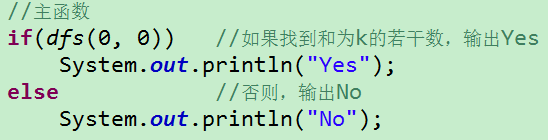 //主函数
if(dfs(0, 0)) //如果找到和为k的若干数，输出Yes
System.out.println("Yes");
else //否则，输出No
System.out.println("No");